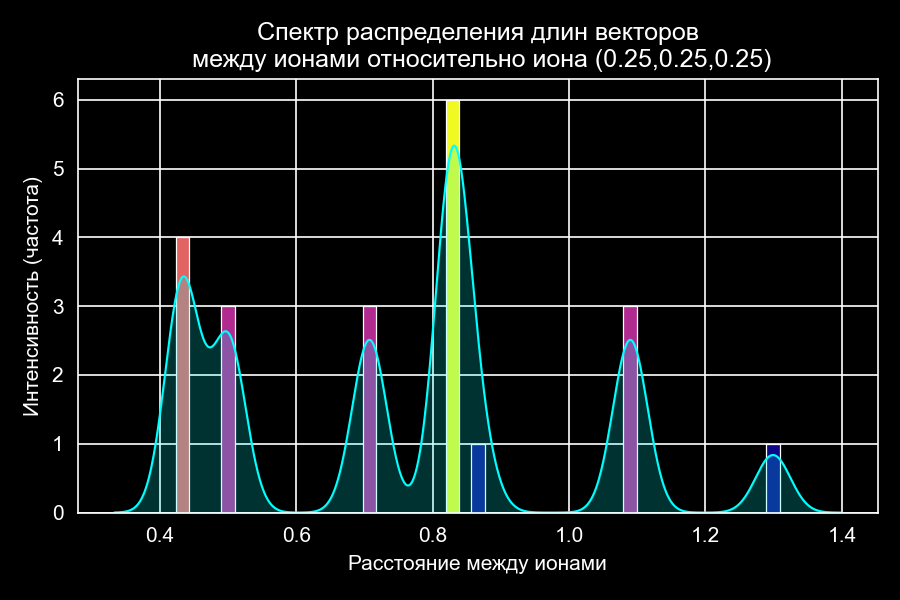 Спектр распределения длин векторов
между ионами относительно иона (0.25,0.25,0.25)
Интенсивность (частота)
6
5
4
3
2
1
0
0.4 0.6 0.8 1.0 1.2 1.4
Расстояние между ионами